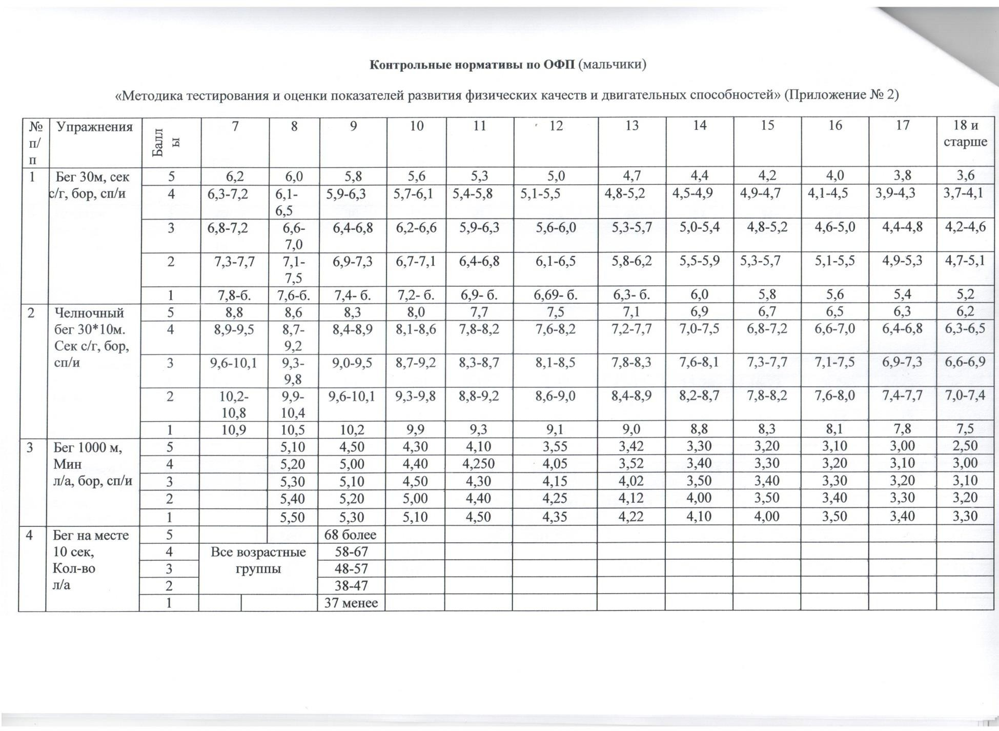 Контрольные нормативы по ОФП (мальчики)
«Методика тестирования и оценки показателей развития физических качеств и двигательных способностей» (Приложение № 2)
№ п/п Упражнения Баллы 7 8 9 10 11 12 13 14 15 16 17 18 и старше
1 Бег 30м, сек с/г, бор, сп/и 5 6,2 6,0 5,8 5,6 5,3 5,0 4,7 4,4 4,2 4,0 3,8 3,6
4 6,3-7,2 6,1-6,5 5,9-6,3 5,7-6,1 5,4-5,8 5,1-5,5 4,8-5,2 4,5-4,9 4,9-4,7 4,1-4,5 3,9-4,3 3,7-4,1
3 6,8-7,2 6,6-7,0 6,4-6,8 6,2-6,6 5,9-6,3 5,6-6,0 5,3-5,7 5,0-5,4 4,8-5,2 4,6-5,0 4,4-4,8 4,2-4,6
2 7,3-7,7 7,1-7,5 6,9-7,3 6,7-7,1 6,4-6,8 6,1-6,5 5,8-6,2 5,5-5,9 5,3-5,7 5,1-5,5 4,9-5,3 4,7-5,1
1 7,8-б. 7,6-б. 7,4- б. 7,2- б. 6,9- б. 6,69- б. 6,3- б. 6,0 5,8 5,6 5,4 5,2
2 Челночный бег 30*10м. Сек с/г, бор, сп/и 5 8,8 8,6 8,3 8,0 7,7 7,5 7,1 6,9 6,7 6,5 6,3 6,2
4 8,9-9,5 8,7-9,2 8,4-8,9 8,1-8,6 7,8-8,2 7,6-8,2 7,2-7,7 7,0-7,5 6,8-7,2 6,6-7,0 6,4-6,8 6,3-6,5
3 9,6-10,1 9,3-9,8 9,0-9,5 8,7-9,2 8,3-8,7 8,1-8,5 7,8-8,3 7,6-8,1 7,3-7,7 7,1-7,5 6,9-7,3 6,6-6,9
2 10,2-10,8 9,9-10,4 9,6-10,1 9,3-9,8 8,8-9,2 8,6-9,0 8,4-8,9 8,2-8,7 7,8-8,2 7,6-8,0 7,4-7,7 7,0-7,4
1 10,9 10,5 10,2 9,9 9,3 9,1 9,0 8,8 8,3 8,1 7,8 7,5
3 Бег 1000 м, Мин л/а, бор, сп/и 5 5,10 4,50 4,30 4,10 3,55 3,42 3,30 3,20 3,10 3,00 2,50
4 5,20 5,00 4,40 4,250 4,05 3,52 3,40 3,30 3,20 3,10 3,00
3 5,30 5,10 4,50 4,30 4,15 4,02 3,50 3,40 3,30 3,20 3,10
2 5,40 5,20 5,00 4,40 4,25 4,12 4,00 3,50 3,40 3,30 3,20
1 5,50 5,30 5,10 4,50 4,35 4,22 4,10 4,00 3,50 3,40 3,30
4 Бег на месте 10 сек, Кол-во л/а 5 68 более
4 Все возрастные группы 58-67
3 48-57
2 38-47
1 37 менее